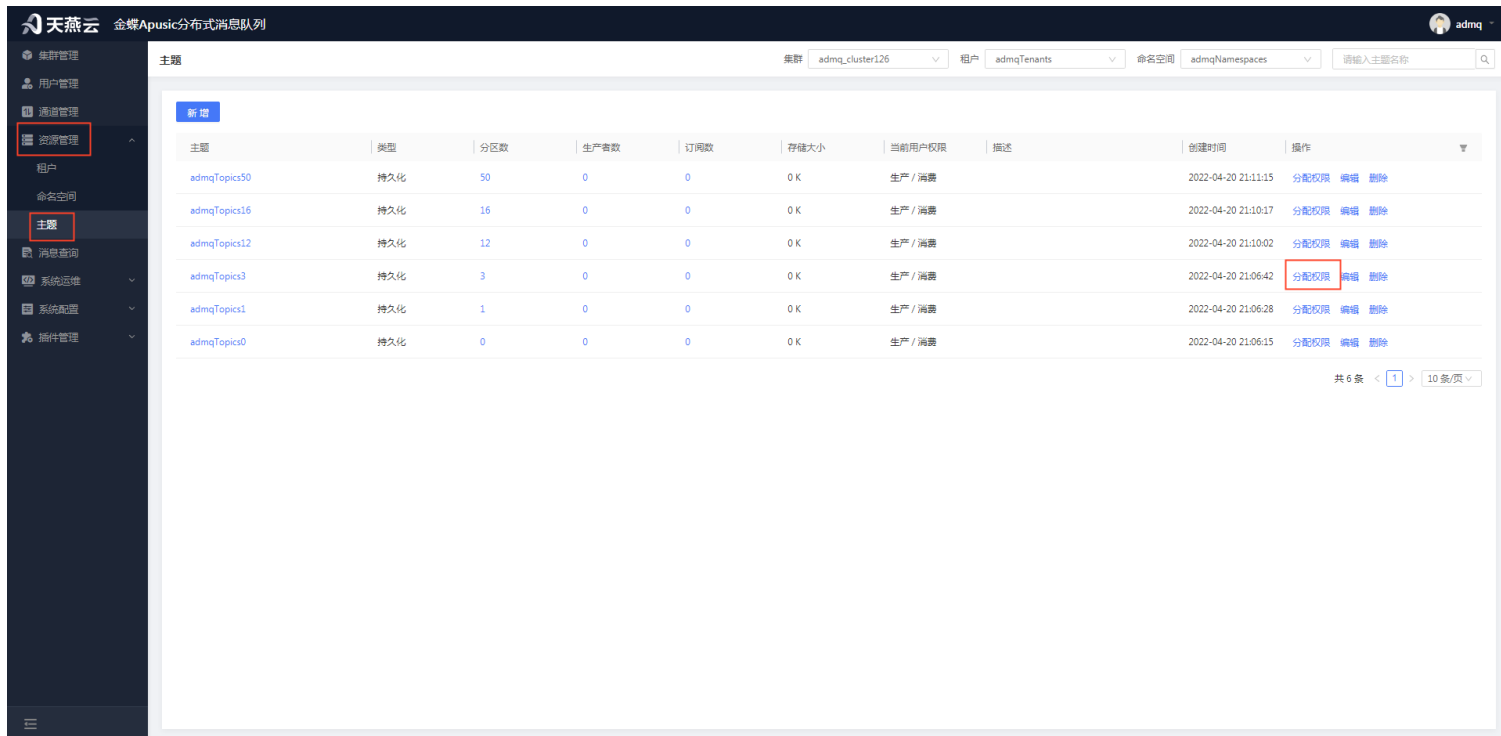 天燕云 金蝶Apusic分布式消息队列 admq
集群管理
用户管理
通道管理
资源管理
租户
命名空间
主题
消息查询
系统运维
系统配置
插件管理
主题 集群 admq_cluster126 租户 admqTenants 命名空间 admqNamespaces 请输入主题名称
新增
主题 类型 分区数 生产者数 订阅数 存储大小 当前用户权限 描述 创建时间 操作
admqTopics50 持久化 50 0 0 0 K 生产 / 消费 2022-04-20 21:11:15 分配权限 编辑 删除
admqTopics16 持久化 16 0 0 0 K 生产 / 消费 2022-04-20 21:10:17 分配权限 编辑 删除
admqTopics12 持久化 12 0 0 0 K 生产 / 消费 2022-04-20 21:10:02 分配权限 编辑 删除
admqTopics3 持久化 3 0 0 0 K 生产 / 消费 2022-04-20 21:06:42 分配权限 编辑 删除
admqTopics1 持久化 1 0 0 0 K 生产 / 消费 2022-04-20 21:06:28 分配权限 编辑 删除
admqTopics0 持久化 0 0 0 0 K 生产 / 消费 2022-04-20 21:06:15 分配权限 编辑 删除
共 6 条 < 1 > 10 条/页